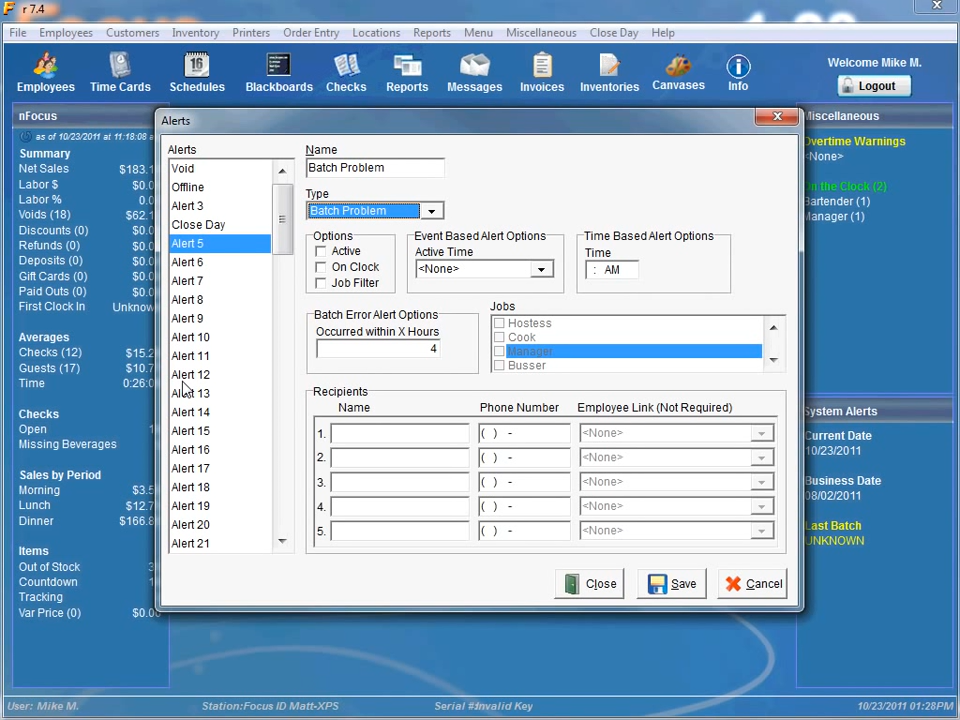 r 7.4
File Employees Customers Inventory Printers Order Entry Locations Reports Menu Miscellaneous Close Day Help
Employees Time Cards Schedules Blackboards Checks Reports Messages Invoices Inventories Canvases Info
16
Welcome Mike M.
Logout
nFocus
as of 10/23/2011 at 11:18:08
Summary
Net Sales $183.1
Labor $ $0.0
Labor % 0.0
Voids (18) $62.1
Discounts (0) $0.0
Refunds (0) $0.0
Deposits (0) $0.0
Gift Cards (0) $0.0
Paid Outs (0) $0.0
First Clock In Unknow
Averages
Checks (12) $15.2
Guests (17) $10.7
Time 0:26:0
Checks
Open 1
Missing Beverages
Sales by Period
Morning $3.5
Lunch $12.7
Dinner $166.8
Items
Out of Stock 3
Countdown 1
Tracking
Var Price (0) $0.00
Alerts
Alerts
Void
Offline
Alert 3
Close Day
Alert 5
Alert 6
Alert 7
Alert 8
Alert 9
Alert 10
Alert 11
Alert 12
Alert 13
Alert 14
Alert 15
Alert 16
Alert 17
Alert 18
Alert 19
Alert 20
Alert 21
Name
Batch Problem
Type
Batch Problem
Options
Active
On Clock
Job Filter
Event Based Alert Options
Active Time
<None>
Time Based Alert Options
Time
: AM
Batch Error Alert Options
Occurred within X Hours
4
Jobs
Hostess
Cook
Manager
Busser
Recipients
Name Phone Number Employee Link (Not Required)
1. ( ) - <None>
2. ( ) - <None>
3. ( ) - <None>
4. ( ) - <None>
5. ( ) - <None>
Close Save Cancel
Miscellaneous
Overtime Warnings
<None>
On the Clock (2)
Bartender (1)
Manager (1)
System Alerts
Current Date
10/23/2011
Business Date
08/02/2011
Last Batch
UNKNOWN
User: Mike M. Station:Focus ID Matt-XPS Serial #:Invalid Key 10/23/2011 01:28PM